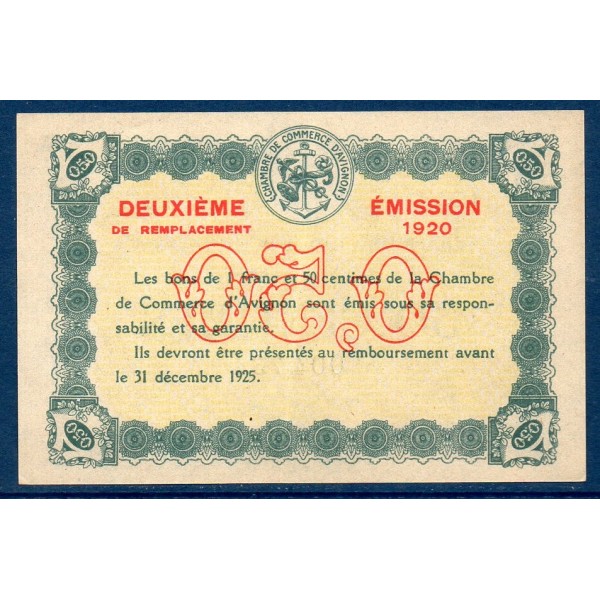 0,50
(CHAMBRE DE COMMERCE D'AVIGNON)
0,50
DEUXIÈME ÉMISSION
DE REMPLACEMENT 1920
0,50
Les bons de 1 franc et 50 centimes de la Chambre
de Commerce d'Avignon sont émis sous sa respon-
sabilité et sa garantie.
Ils devront être présentés au remboursement avant
le 31 décembre 1925.
0,50
0,50